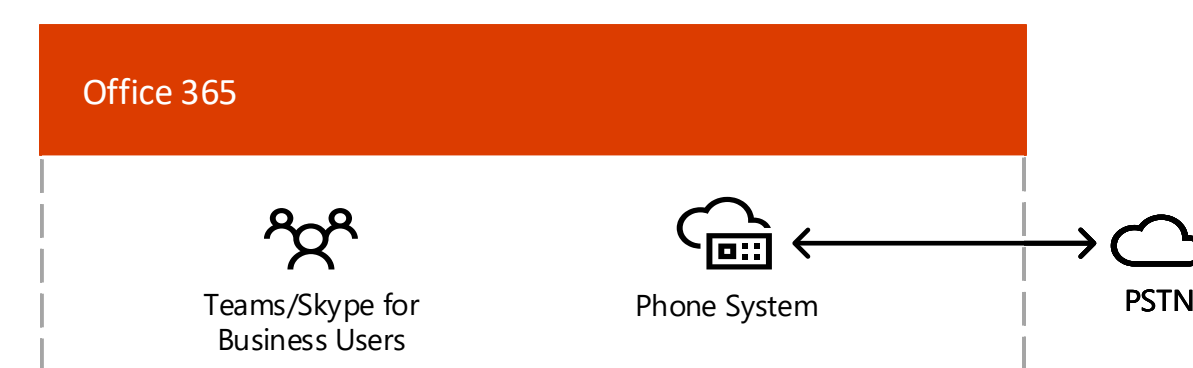 Office 365
Teams/Skype for
Business Users
Phone System
PSTN